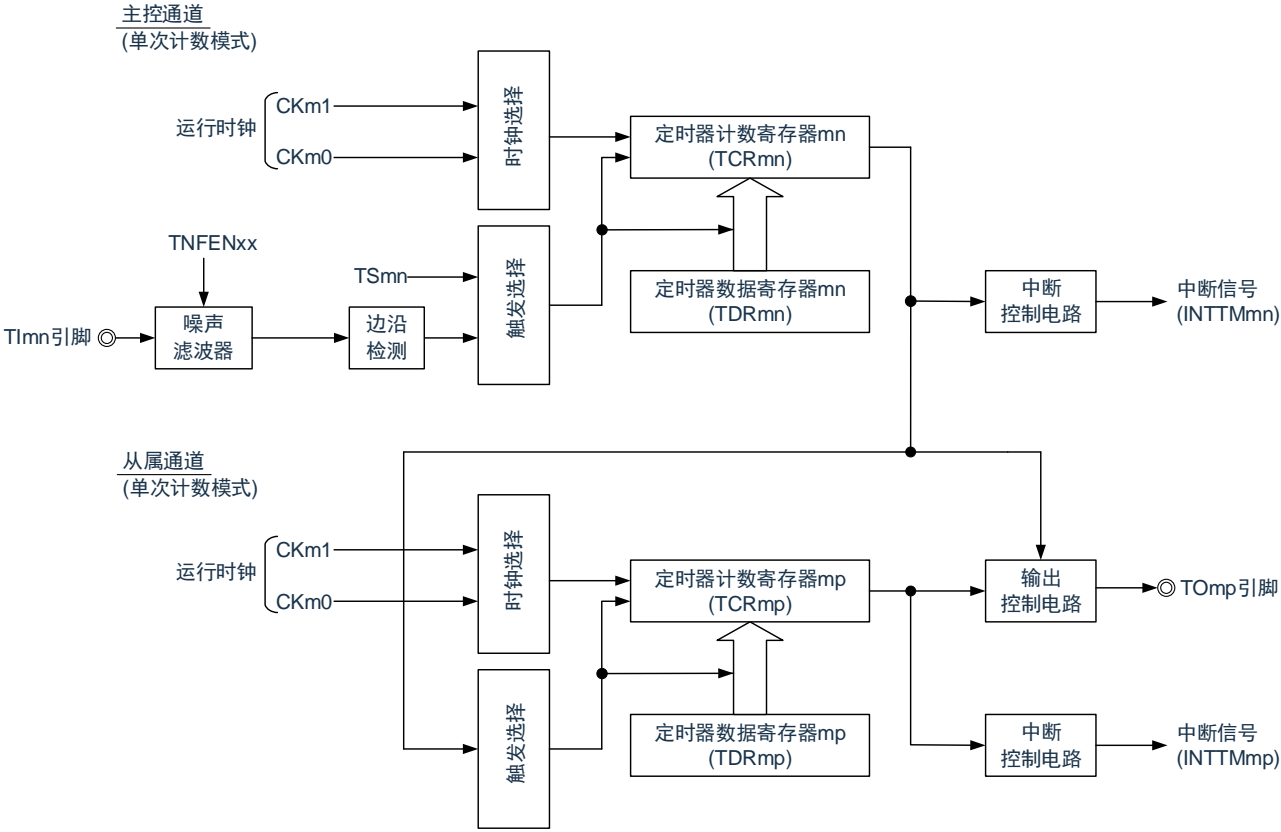 主控通道
(单次计数模式)
运行时钟
CKm1
CKm0
时钟选择
定时器计数寄存器mn
(TCRmn)
TNFENxx
TSmn
TImn引脚
噪声
滤波器
边沿
检测
触发选择
定时器数据寄存器mn
(TDRmn)
中断
控制电路
中断信号
(INTTMmn)
从属通道
(单次计数模式)
运行时钟
CKm1
CKm0
时钟选择
定时器计数寄存器mp
(TCRmp)
输出
控制电路
TOmp引脚
触发选择
定时器数据寄存器mp
(TDRmp)
中断
控制电路
中断信号
(INTTMmp)